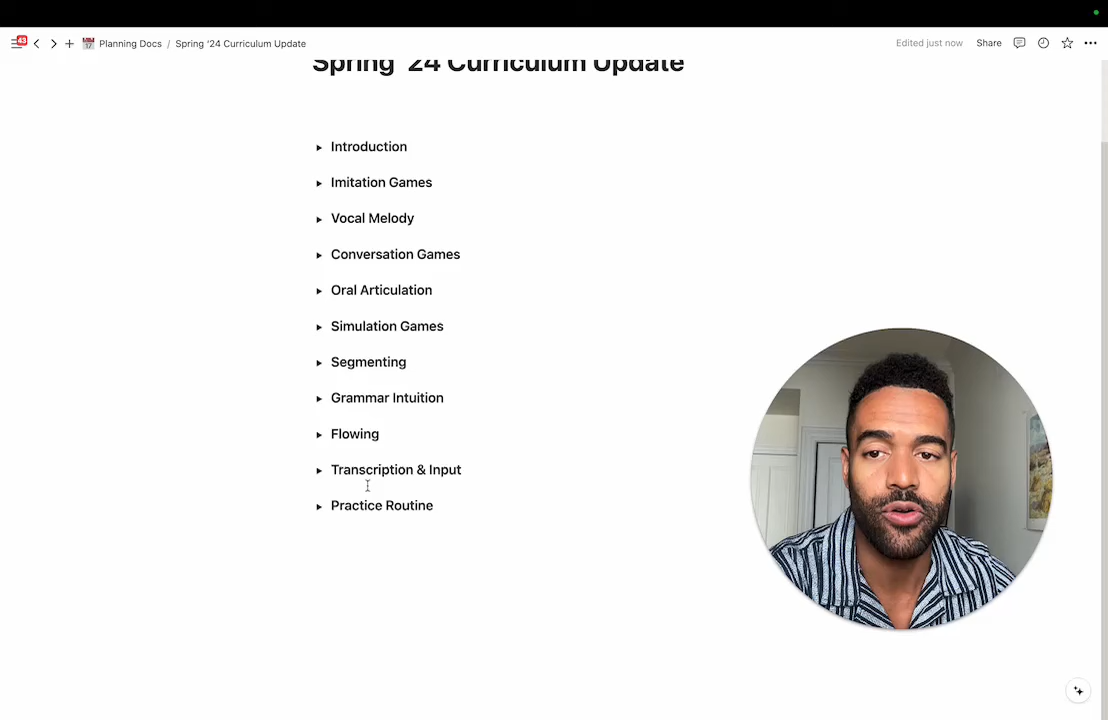 43
Planning Docs / Spring '24 Curriculum Update
Edited just now Share
Spring '24 Curriculum Update
Introduction
Imitation Games
Vocal Melody
Conversation Games
Oral Articulation
Simulation Games
Segmenting
Grammar Intuition
Flowing
Transcription & Input
Practice Routine